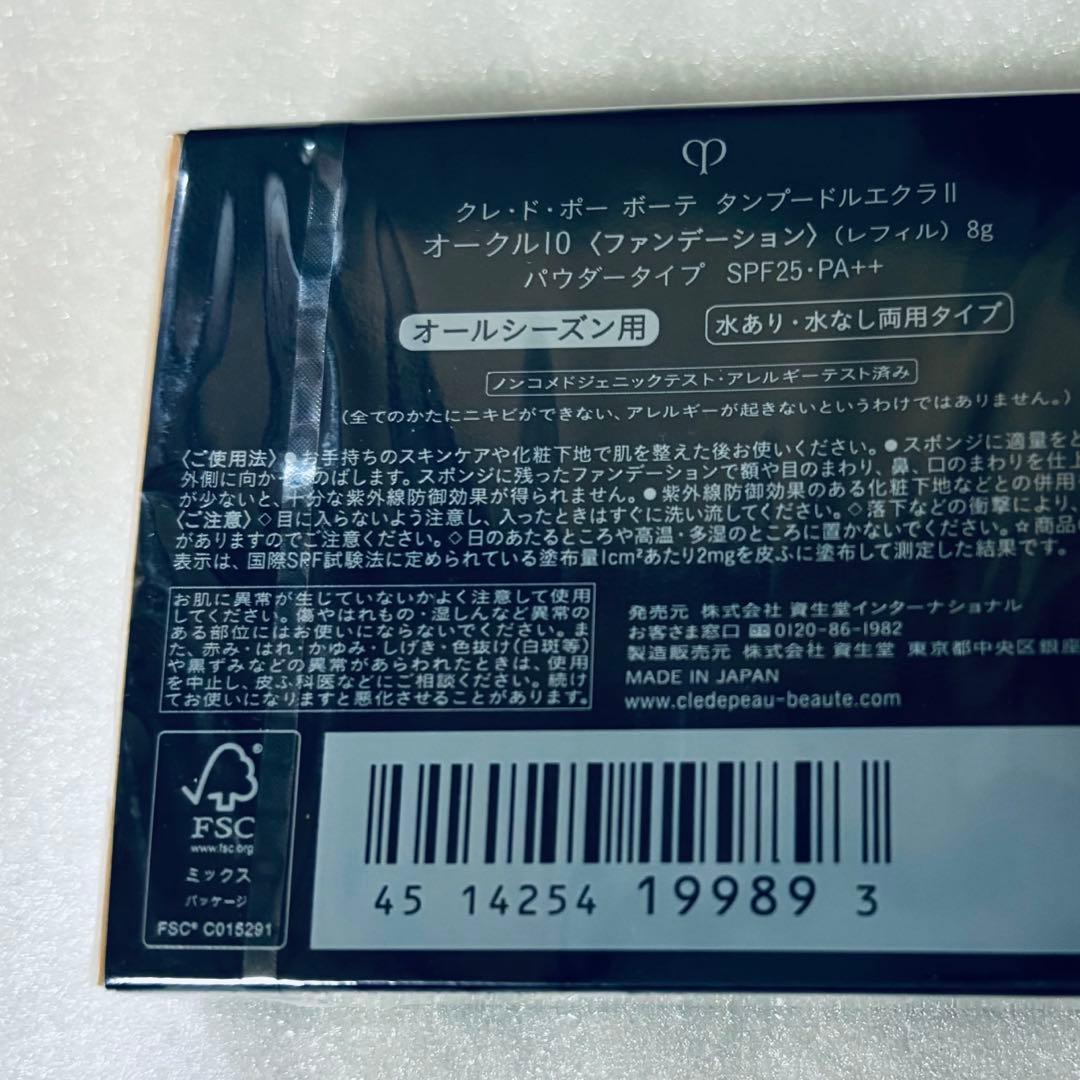 クレ・ド・ポー ボーテ タンプードルエクラⅡ
オークル10〈ファンデーション〉(レフィル) 8g
パウダータイプ SPF25・PA++
オールシーズン用
水あり・水なし両用タイプ
ノンコメドジェニックテスト・アレルギーテスト済み
(全てのかたにニキビができない、アレルギーが起きないというわけではありません。)
〈ご使用法〉●お手持ちのスキンケアや化粧下地で肌を整えた後お使いください。●スポンジに適量をと
外側に向か のばします。スポンジに残ったファンデーションで額や目のまわり、鼻、口のまわりを仕上
が少ないと、十分な紫外線防御効果が得られません。●紫外線防御効果のある化粧下地などとの併用
〈ご注意〉◇目に入らないよう注意し、入ったときはすぐに洗い流してください。◇落下などの衝撃により、
がありますのでご注意ください。◇日のあたるところや高温・多湿のところに置かないでください。☆商品
表示は、国際SPF試験法に定められている塗布量1cm²あたり2mgを皮ふに塗布して測定した結果です。
お肌に異常が生じていないかよく注意して使用
してください。傷やはれもの・湿しんなど異常の
ある部位にはお使いにならないでください。ま
た、赤み・はれ・かゆみ・しげき・色抜け(白斑等)
や黒ずみなどの異常があらわれたときは、使用
を中止し、皮ふ科医などにご相談ください。続け
てお使いになりますと悪化させることがあります。
発売元 株式会社 資生堂インターナショナル
お客さま窓口 0120-86-1982
製造販売元 株式会社 資生堂 東京都中央区銀座
MADE IN JAPAN
www.cledepeau-beaute.com
FSC®
www.fsc.org
ミックス
パッケージ
FSC® C015291
45 14254 19989 3